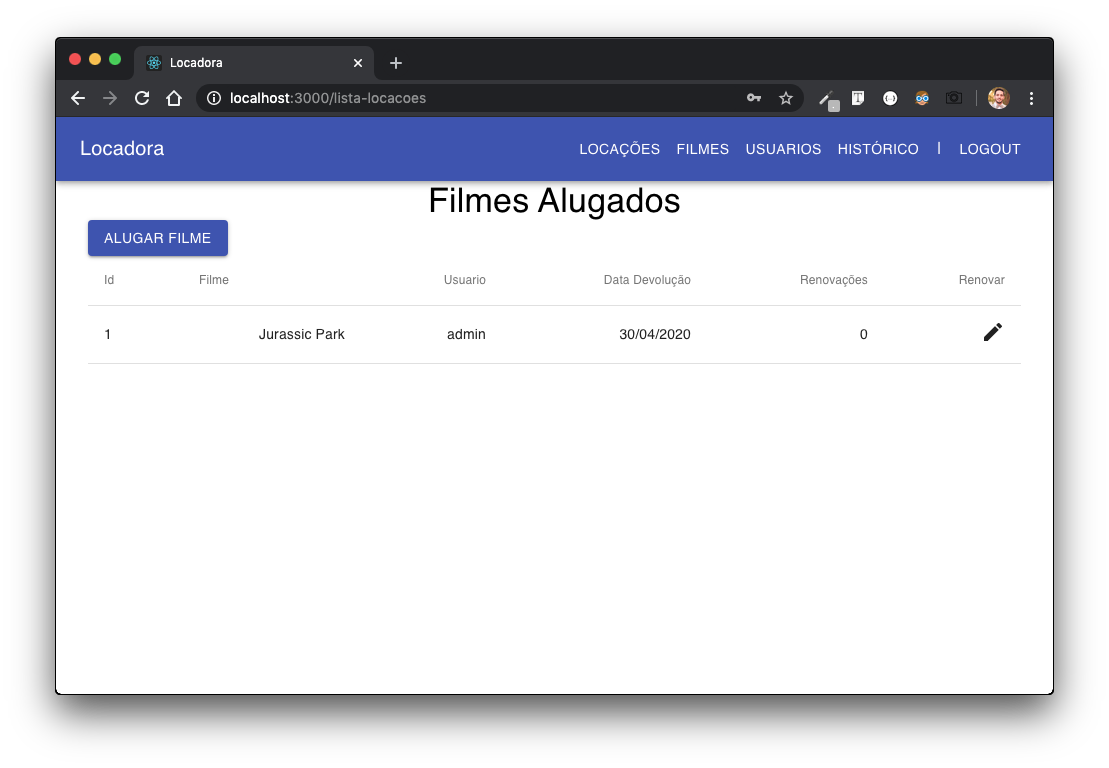 Locadora
localhost:3000/lista-locacoes
Locadora LOCAÇÕES FILMES USUARIOS HISTÓRICO | LOGOUT
Filmes Alugados
ALUGAR FILME
Id Filme Usuario Data Devolução Renovações Renovar
1 Jurassic Park admin 30/04/2020 0